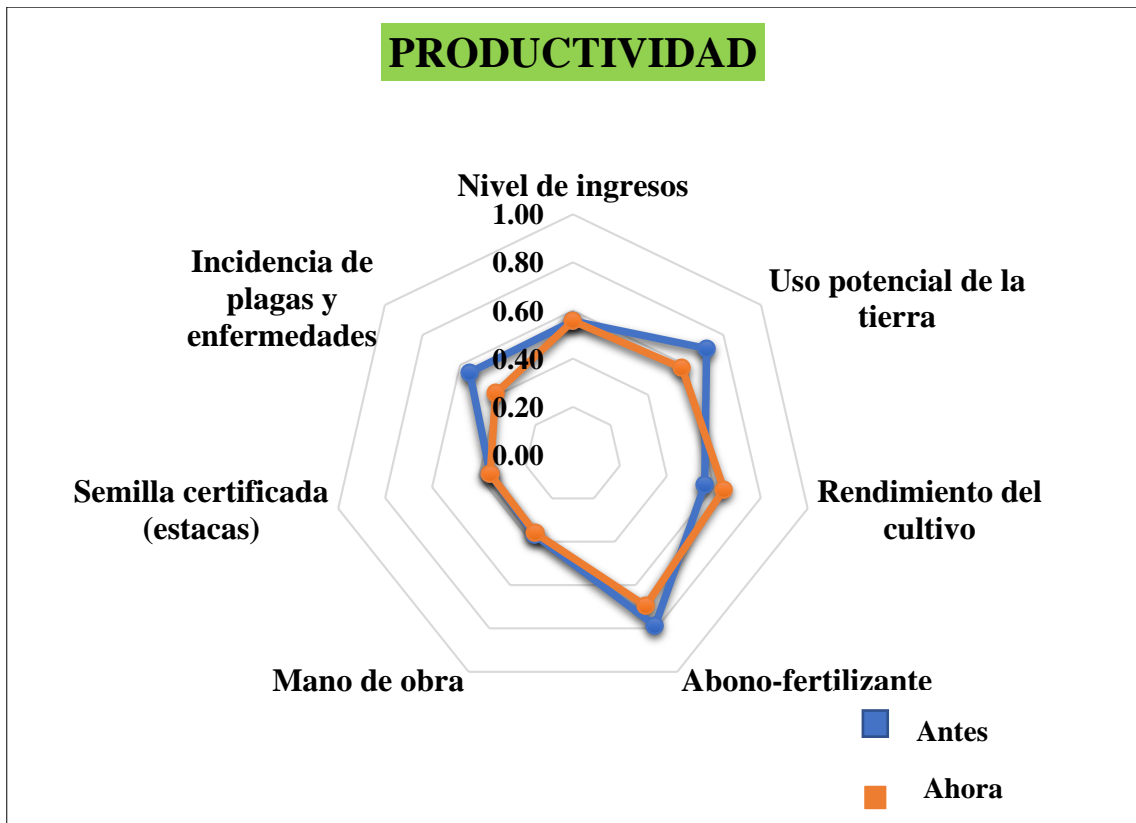 PRODUCTIVIDAD
Nivel de ingresos
1.00
0.80
0.60
0.40
0.20
0.00
Uso potencial de la
tierra
Rendimiento del
cultivo
Abono-fertilizante
Mano de obra
Semilla certificada
(estacas)
Incidencia de
plagas y
enfermedades
Antes
Ahora